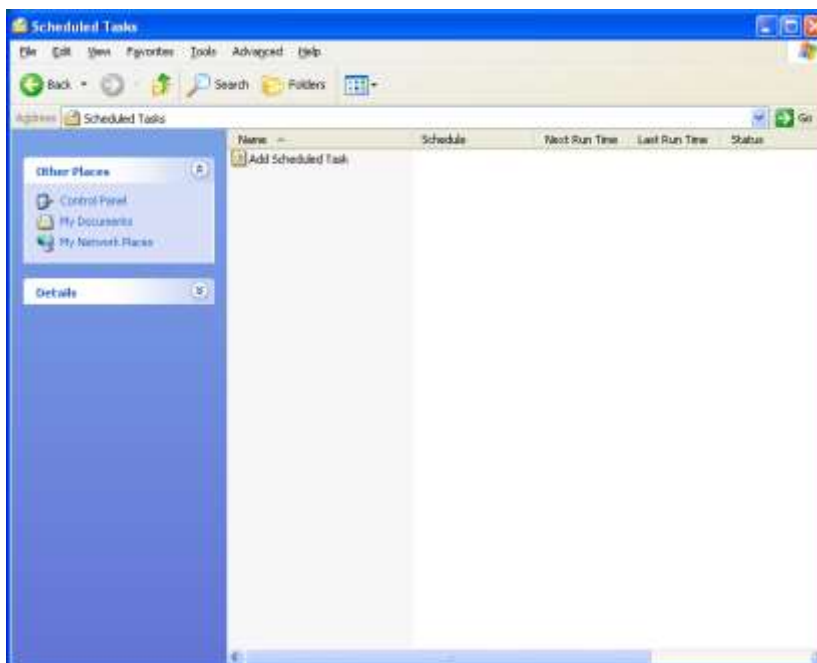 Scheduled Tasks
File Edit View Favorites Tools Advanced Help
Back Search Folders
Address Scheduled Tasks Go
Name Schedule Next Run Time Last Run Time Status
Add Scheduled Task
Other Places
Control Panel
My Documents
My Network Places
Details